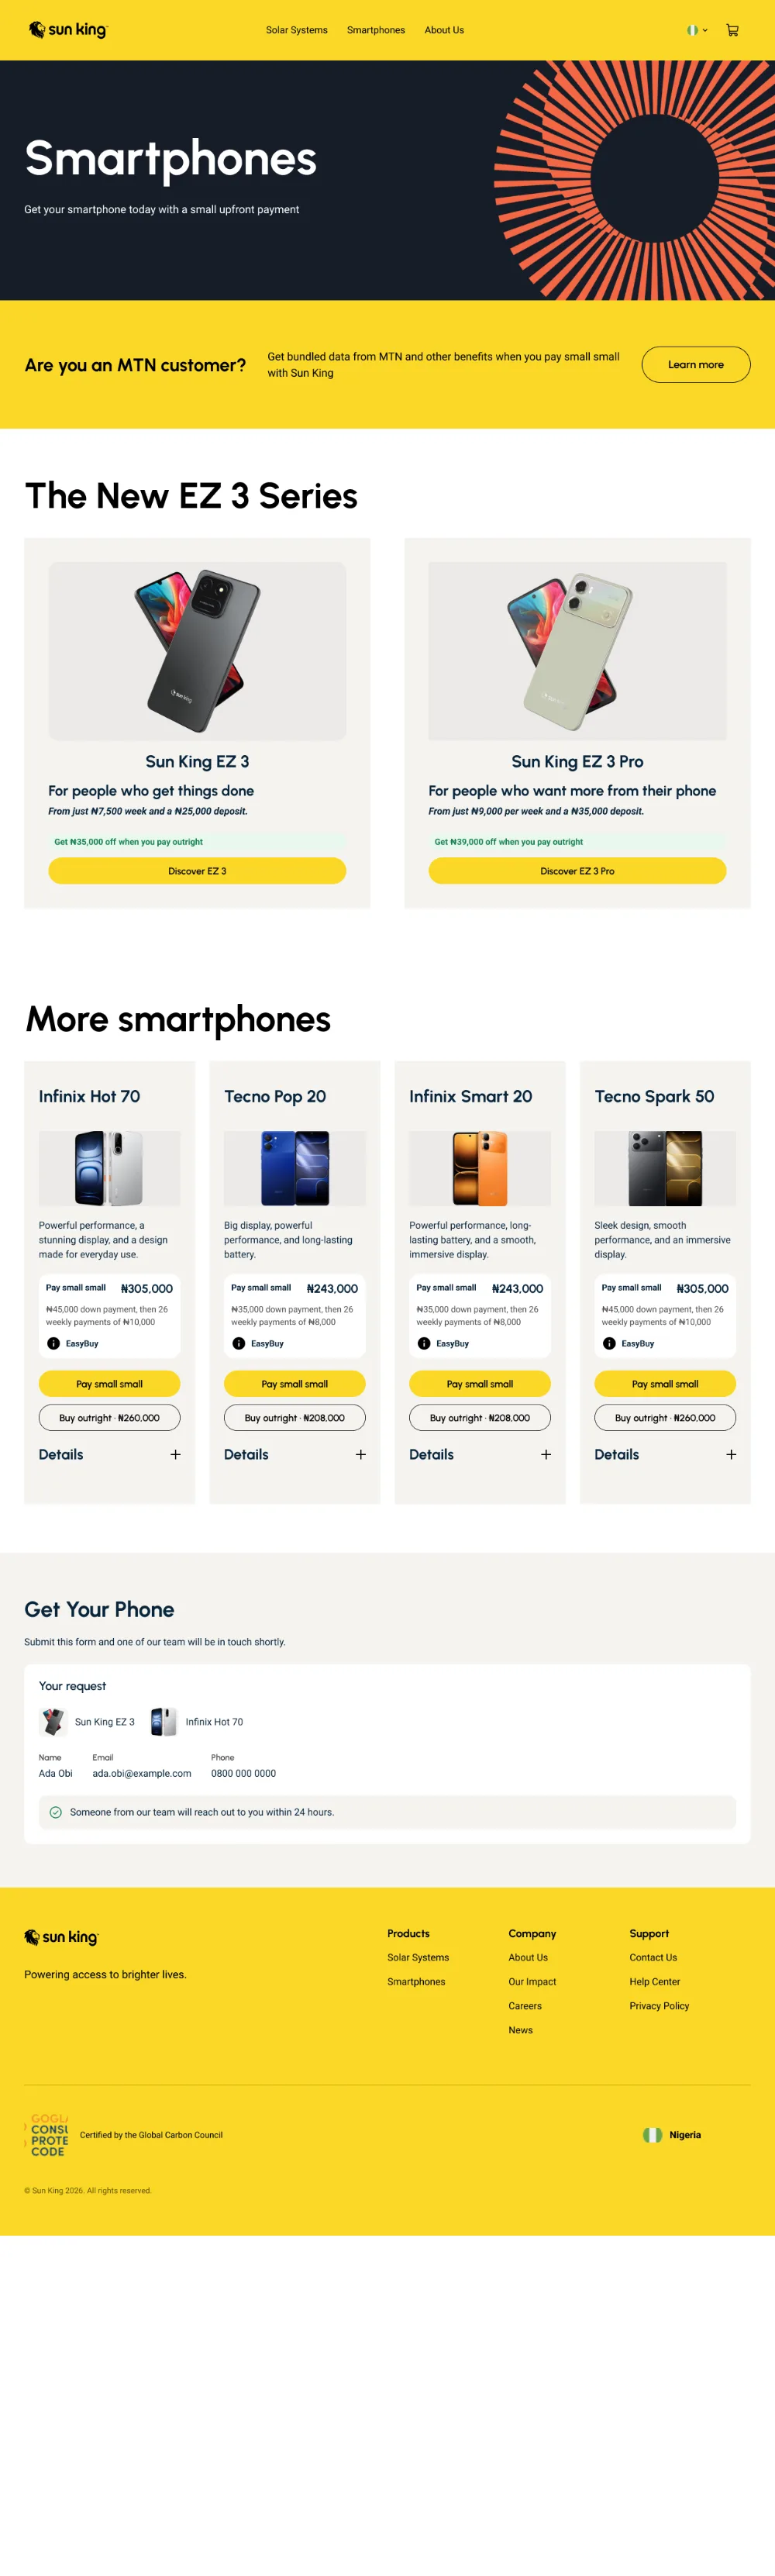 sun king
Solar Systems
Smartphones
About Us
Smartphones
Get your smartphone today with a small upfront payment
Are you an MTN customer?
Get bundled data from MTN and other benefits when you pay small small
with Sun King
Learn more
The New EZ 3 Series
sun king
Sun King EZ 3
For people who get things done
From just ₦7,500 week and a ₦25,000 deposit.
Get ₦35,000 off when you pay outright
Discover EZ 3
sun king
Sun King EZ 3 Pro
For people who want more from their phone
From just ₦9,000 per week and a ₦35,000 deposit.
Get ₦39,000 off when you pay outright
Discover EZ 3 Pro
More smartphones
Infinix Hot 70
Powerful performance, a
stunning display, and a design
made for everyday use.
Pay small small ₦305,000
₦45,000 down payment, then 26
weekly payments of ₦10,000
EasyBuy
Pay small small
Buy outright · ₦260,000
Details
Tecno Pop 20
Big display, powerful
performance, and long-lasting
battery.
Pay small small ₦243,000
₦35,000 down payment, then 26
weekly payments of ₦8,000
EasyBuy
Pay small small
Buy outright · ₦208,000
Details
Infinix Smart 20
Powerful performance, long-
lasting battery, and a smooth,
immersive display.
Pay small small ₦243,000
₦35,000 down payment, then 26
weekly payments of ₦8,000
EasyBuy
Pay small small
Buy outright · ₦208,000
Details
Tecno Spark 50
Sleek design, smooth
performance, and an immersive
display.
Pay small small ₦305,000
₦45,000 down payment, then 26
weekly payments of ₦10,000
EasyBuy
Pay small small
Buy outright · ₦260,000
Details
Get Your Phone
Submit this form and one of our team will be in touch shortly.
Your request
Sun King EZ 3
Infinix Hot 70
Name
Ada Obi
Email
ada.obi@example.com
Phone
0800 000 0000
Someone from our team will reach out to you within 24 hours.
sun king
Powering access to brighter lives.
Products
Solar Systems
Smartphones
Company
About Us
Our Impact
Careers
News
Support
Contact Us
Help Center
Privacy Policy
GOGL
CONSU
PROTE
CODE
Certified by the Global Carbon Council
Nigeria
© Sun King 2026. All rights reserved.